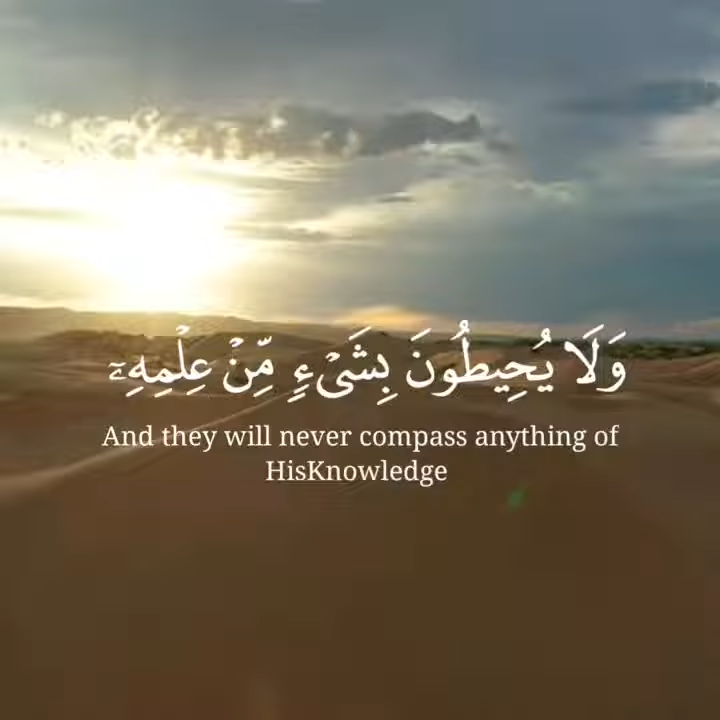 وَلَا يُحِيطُونَ بِشَىْءٍ مِّنْ عِلْمِهِۦٓ
And they will never compass anything of
HisKnowledge